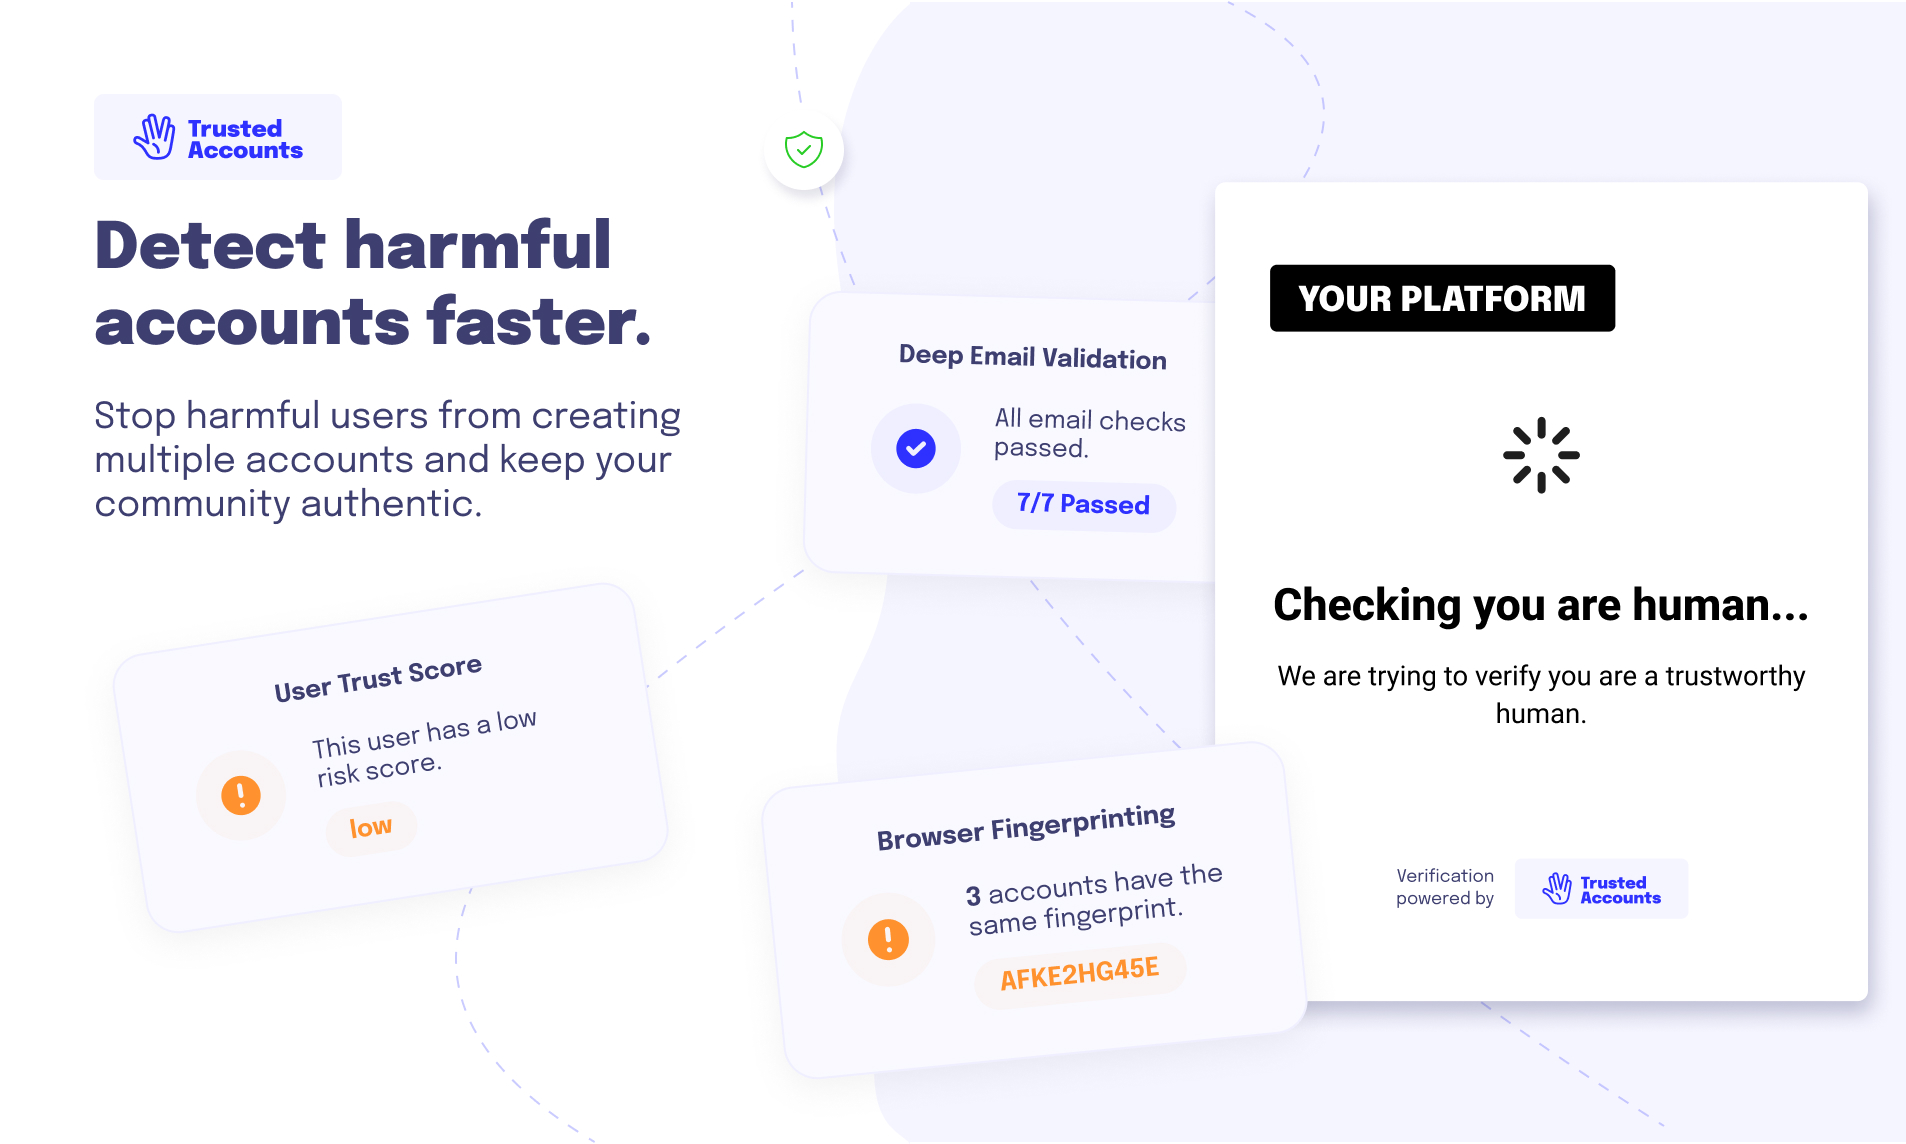 Trusted
Accounts
Detect harmful
accounts faster.
Stop harmful users from creating
multiple accounts and keep your
community authentic.
User Trust Score
This user has a low
risk score.
low
Deep Email Validation
All email checks
passed.
7/7 Passed
Browser Fingerprinting
3 accounts have the
same fingerprint.
AFKE2HG45E
YOUR PLATFORM
Checking you are human...
We are trying to verify you are a trustworthy
human.
Verification
powered by
Trusted
Accounts